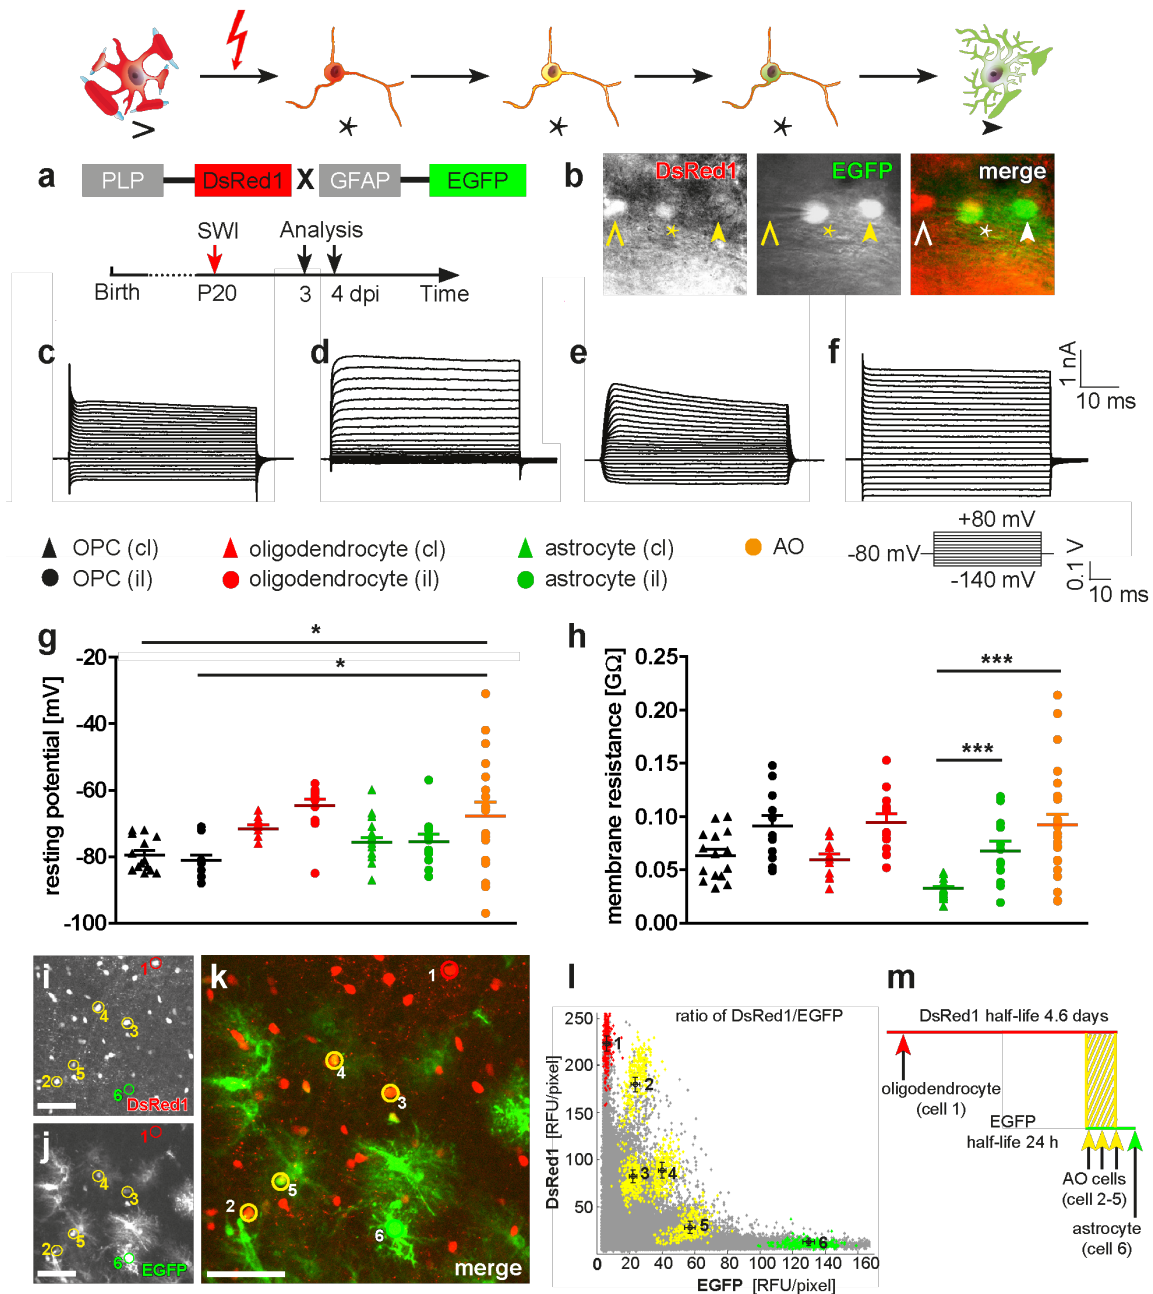 a
PLP
DsRed1
X
GFAP
EGFP
SWI
Analysis
Birth
P20
3
4 dpi
Time
b
DsRed1
EGFP
merge
c
d
e
f
1 nA
10 ms
OPC (cl)
oligodendrocyte (cl)
astrocyte (cl)
AO
OPC (il)
oligodendrocyte (il)
astrocyte (il)
+80 mV
-80 mV
-140 mV
0.1 V
10 ms
g
*
*
resting potential [mV]
-20
-40
-60
-80
-100
h
***
***
membrane resistance [GΩ]
0.25
0.20
0.15
0.10
0.05
0.00
i
1
4
3
2
5
6
DsRed1
j
1
4
3
2
5
6
EGFP
k
1
4
3
5
2
6
merge
l
ratio of DsRed1/EGFP
DsRed1 [RFU/pixel]
250
200
150
100
50
1
2
3
4
5
6
0
20
40
60
80
100
120
160
EGFP [RFU/pixel]
m
DsRed1 half-life 4.6 days
oligodendrocyte
(cell 1)
EGFP
half-life 24 h
AO cells
(cell 2-5)
astrocyte
(cell 6)